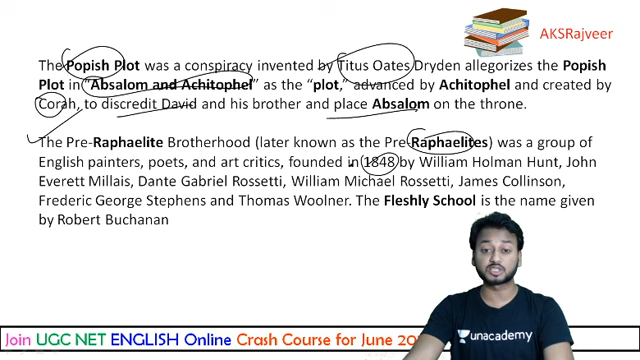 AKSRajveer
The Popish Plot was a conspiracy invented by Titus Oates Dryden allegorizes the Popish
Plot in “Absalom and Achitophel” as the “plot,” advanced by Achitophel and created by
Corah, to discredit David and his brother and place Absalom on the throne.
The Pre-Raphaelite Brotherhood (later known as the Pre-Raphaelites) was a group of
English painters, poets, and art critics, founded in 1848 by William Holman Hunt, John
Everett Millais, Dante Gabriel Rossetti, William Michael Rossetti, James Collinson,
Frederic George Stephens and Thomas Woolner. The Fleshly School is the name given
by Robert Buchanan
unacademy
Join UGC NET ENGLISH Online Crash Course for June